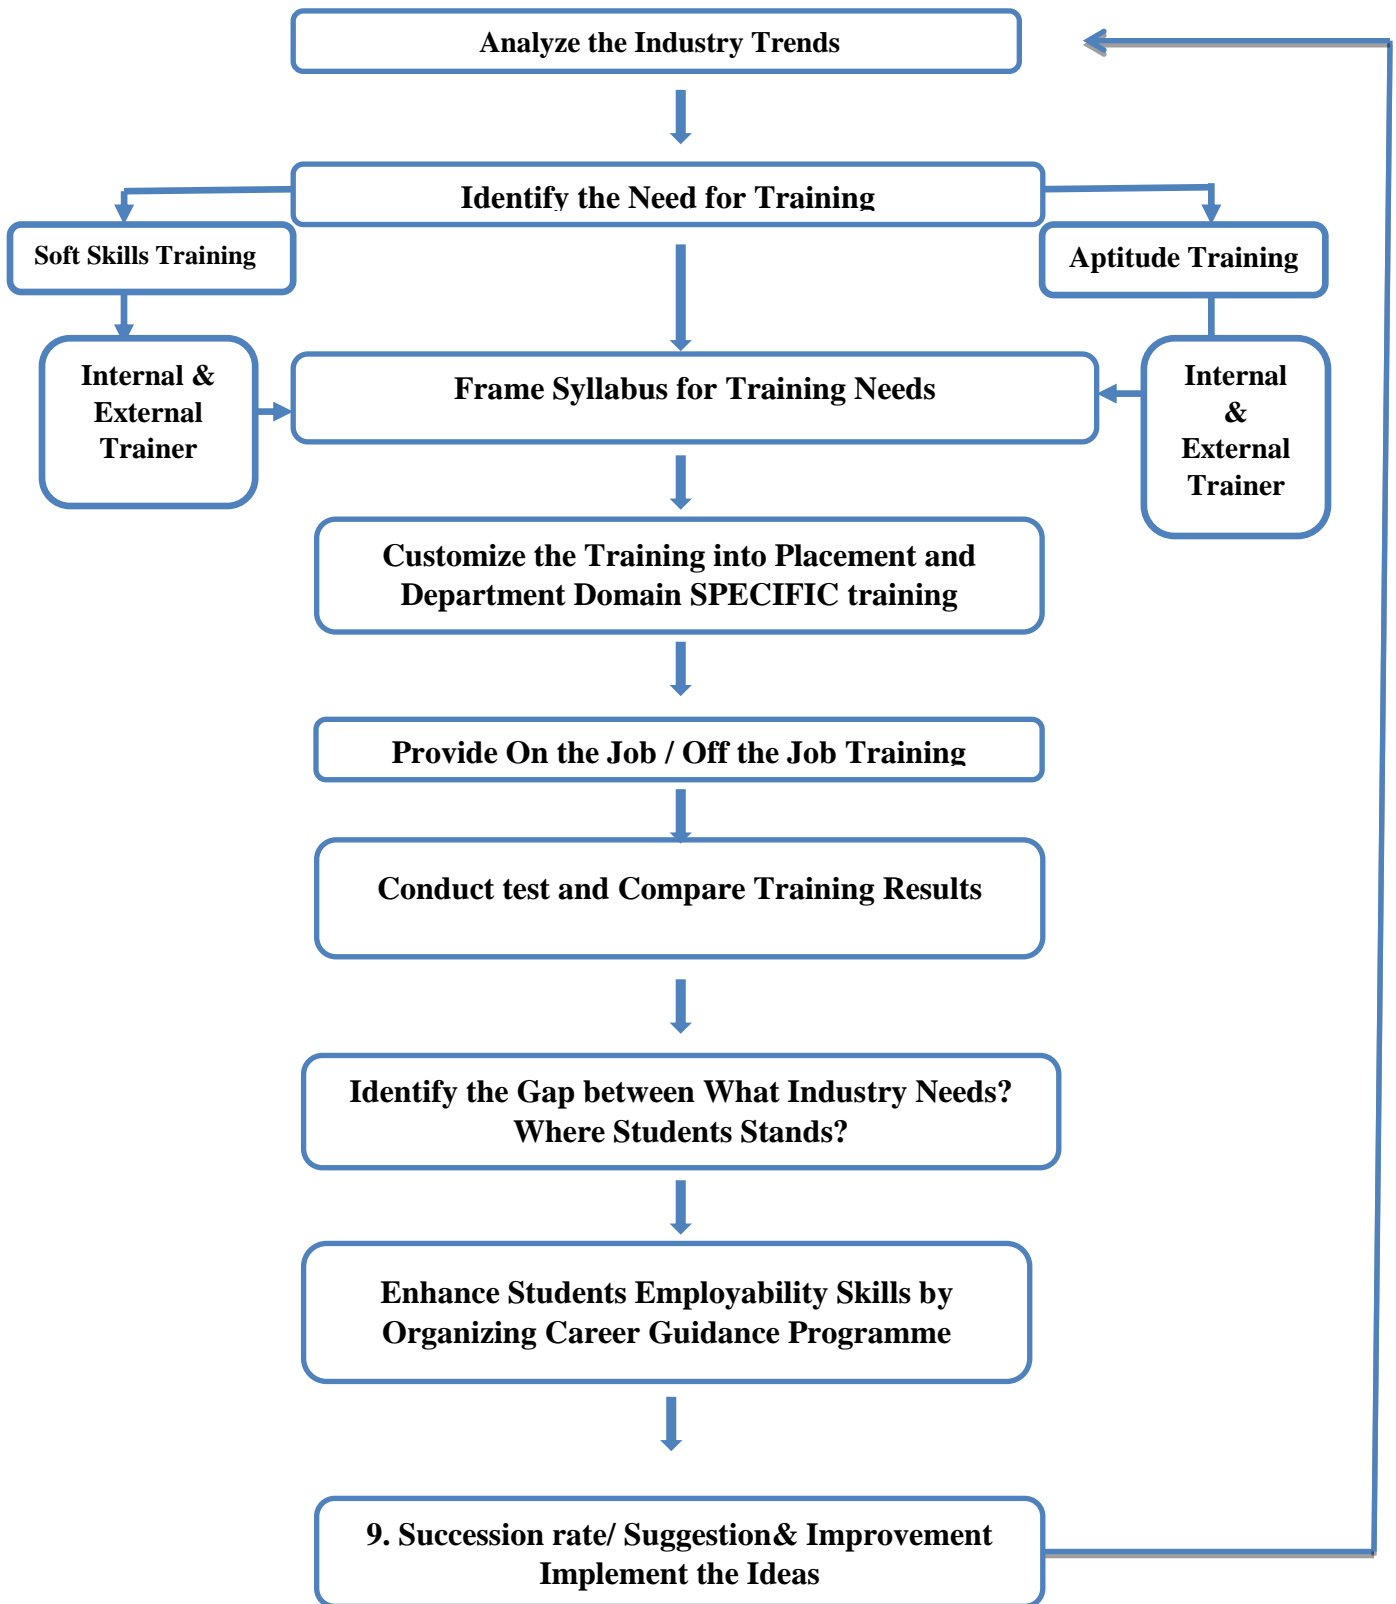 Analyze the Industry Trends
Identify the Need for Training
Soft Skills Training
Aptitude Training
Internal &
External
Trainer
Frame Syllabus for Training Needs
Internal
&
External
Trainer
Customize the Training into Placement and
Department Domain SPECIFIC training
Provide On the Job / Off the Job Training
Conduct test and Compare Training Results
Identify the Gap between What Industry Needs?
Where Students Stands?
Enhance Students Employability Skills by
Organizing Career Guidance Programme
9. Succession rate/ Suggestion& Improvement
Implement the Ideas